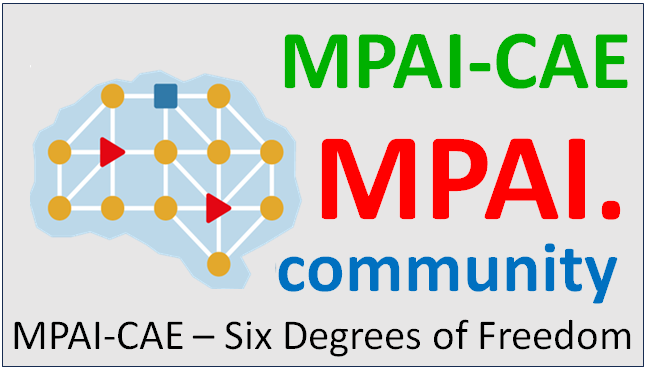 MPAI-CAE
MPAI.
community
MPAI-CAE – Six Degrees of Freedom